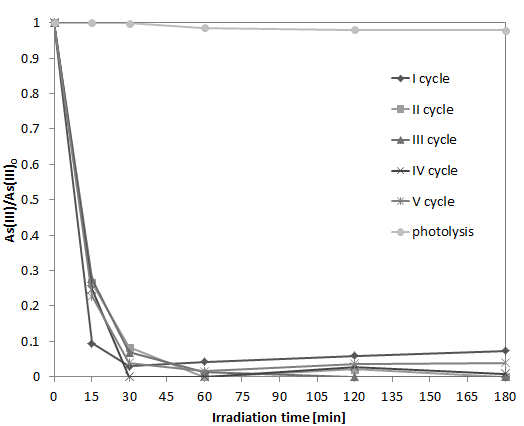 1
0.9
0.8
0.7
0.6
0.5
0.4
0.3
0.2
0.1
0
As(III)/As(III)₀
I cycle
II cycle
III cycle
IV cycle
V cycle
photolysis
0 15 30 45 60 75 90 105 120 135 150 165 180
Irradiation time [min]